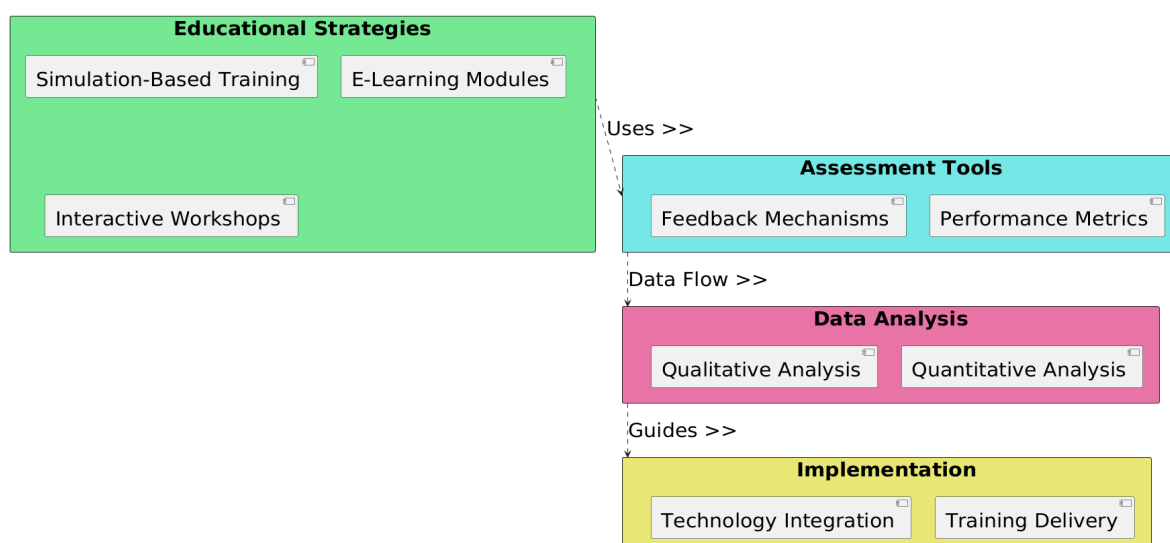 Educational Strategies
Simulation-Based Training
E-Learning Modules
Uses >>
Assessment Tools
Interactive Workshops
Feedback Mechanisms
Performance Metrics
Data Flow >>
Data Analysis
Qualitative Analysis
Quantitative Analysis
Guides >>
Implementation
Technology Integration
Training Delivery